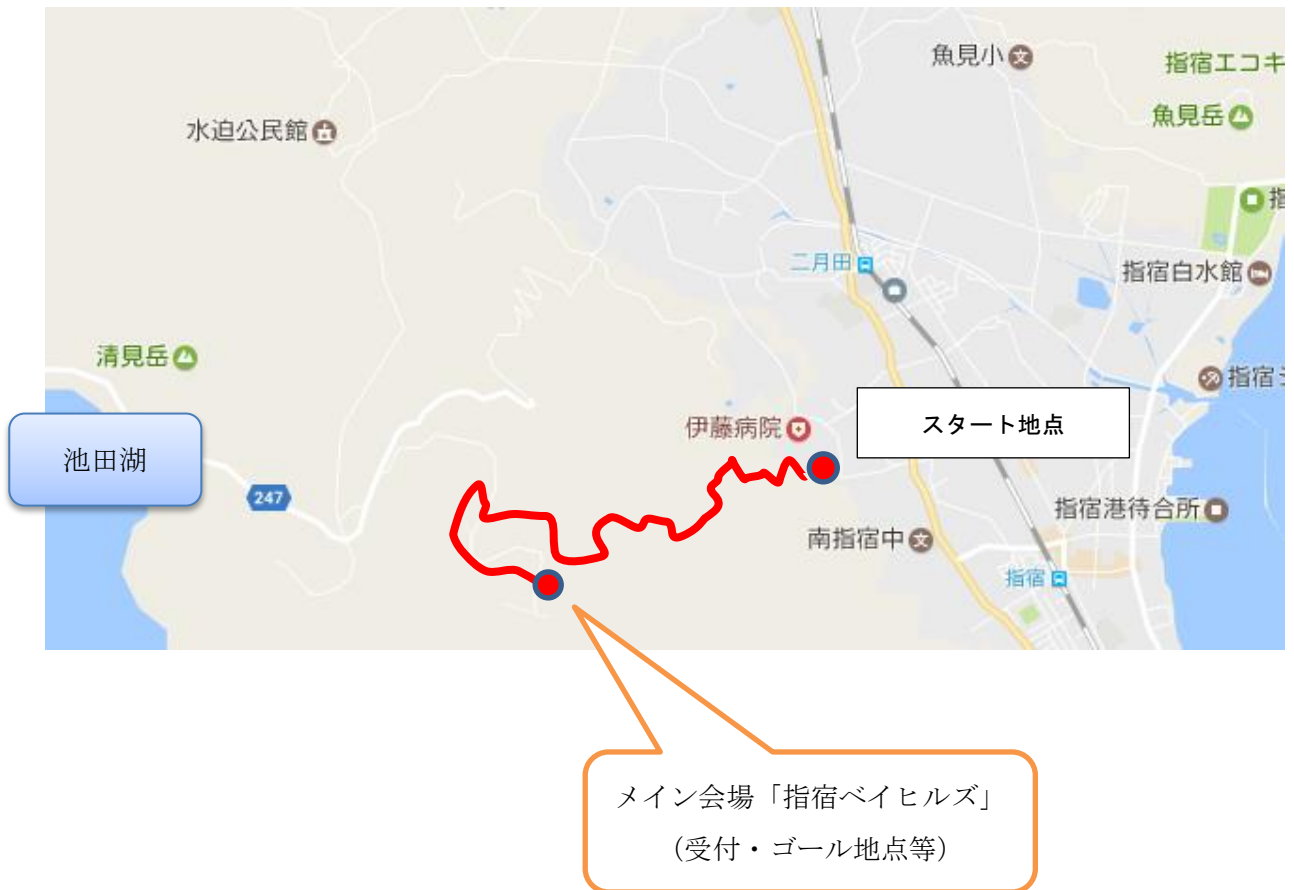 魚見小
指宿エコキ
魚見岳
水迫公民館
指
二月田
指宿白水館
清見岳
指宿
伊藤病院
スタート地点
池田湖
247
指宿港待合所
南指宿中
指宿
メイン会場「指宿ベイヒルズ」
(受付・ゴール地点等)